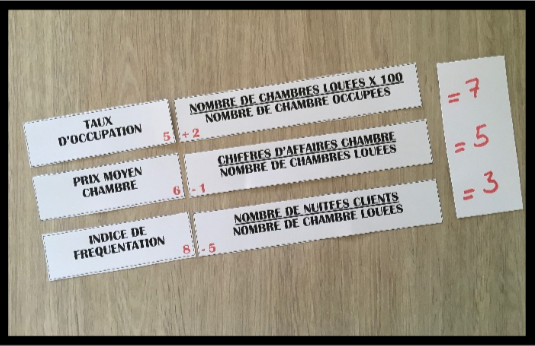 TAUX
D'OCCUPATION
5
+ 2
NOMBRE DE CHAMBRES LOUEES X 100
NOMBRE DE CHAMBRE OCCUPEES
= 7
PRIX MOYEN
CHAMBRE
6
- 1
CHIFFRES D'AFFAIRES CHAMBRE
NOMBRE DE CHAMBRES LOUEES
= 5
INDICE DE
FREQUENTATION
8
- 5
NOMBRE DE NUITEES CLIENTS
NOMBRE DE CHAMBRE LOUEES
= 3